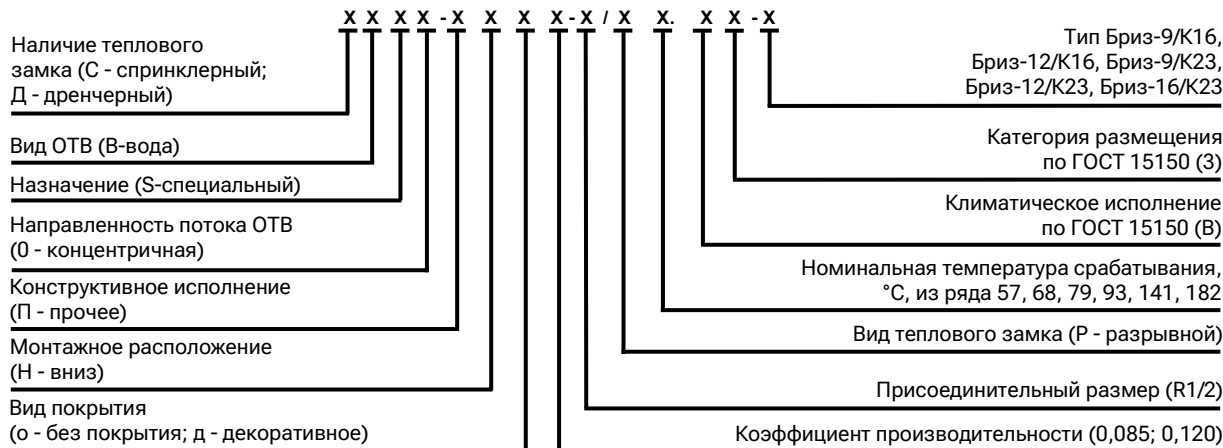 X X X X - X X X X - X / X X. X X - X
Наличие теплового
замка (С - спринклерный;
Д - дренчерный)
Вид ОТВ (В-вода)
Назначение (S-специальный)
Направленность потока ОТВ
(0 - концентричная)
Конструктивное исполнение
(П - прочее)
Монтажное расположение
(Н - вниз)
Вид покрытия
(о - без покрытия; д - декоративное)
Тип Бриз-9/К16,
Бриз-12/К16, Бриз-9/К23,
Бриз-12/К23, Бриз-16/К23
Категория размещения
по ГОСТ 15150 (3)
Климатическое исполнение
по ГОСТ 15150 (В)
Номинальная температура срабатывания,
°С, из ряда 57, 68, 79, 93, 141, 182
Вид теплового замка (Р - разрывной)
Присоединительный размер (R1/2)
Коэффициент производительности (0,085; 0,120)